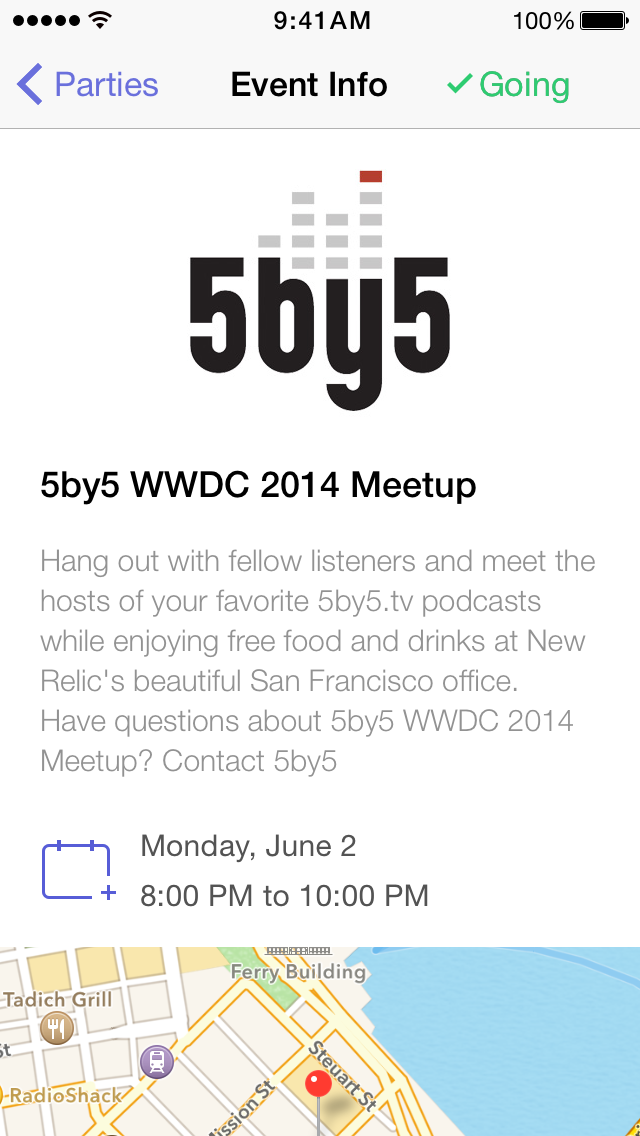 9:41AM 100%
Parties Event Info Going
5by5
5by5 WWDC 2014 Meetup
Hang out with fellow listeners and meet the
hosts of your favorite 5by5.tv podcasts
while enjoying free food and drinks at New
Relic's beautiful San Francisco office.
Have questions about 5by5 WWDC 2014
Meetup? Contact 5by5
Monday, June 2
8:00 PM to 10:00 PM
Ferry Building
Tadich Grill
St
Steuart St
RadioShack
Mission St